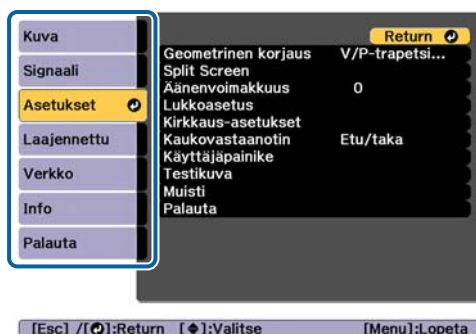 Kuva
Signaali
Asetukset
Laajennettu
Verkko
Info
Palauta
Return
Geometrinen korjaus V/P-trapetsi...
Split Screen
Äänenvoimakkuus 0
Lukkoasetus
Kirkkaus-asetukset
Kaukovastaanotin Etu/taka
Käyttäjäpainike
Testikuva
Muisti
Palauta
[Esc] /[⏎]:Return [◆]:Valitse [Menu]:Lopeta